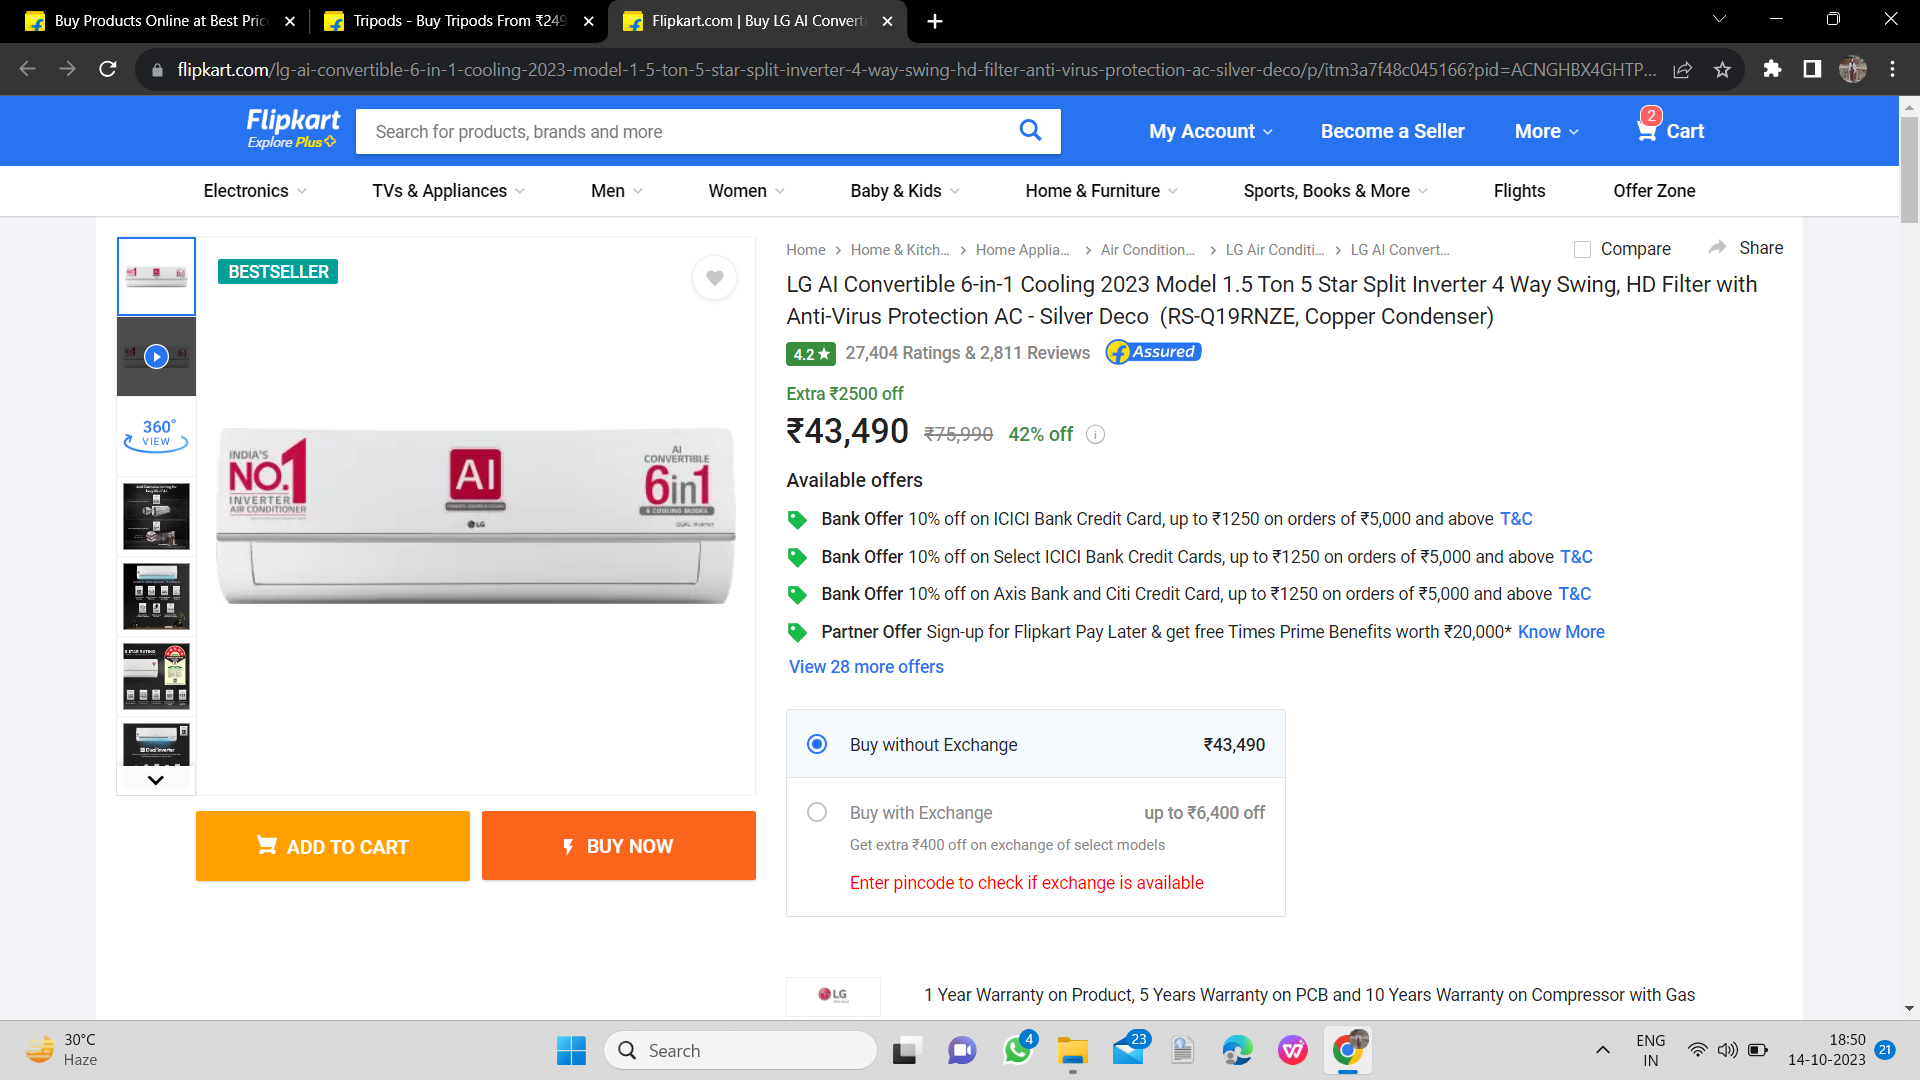 Buy Products Online at Best Pric
Tripods - Buy Tripods From ₹249
Flipkart.com | Buy LG AI Converti
flipkart.com/lg-ai-convertible-6-in-1-cooling-2023-model-1-5-ton-5-star-split-inverter-4-way-swing-hd-filter-anti-virus-protection-ac-silver-deco/p/itm3a7f48c045166?pid=ACNGHBX4GHTP...
Flipkart
Explore Plus
Search for products, brands and more
My Account
Become a Seller
More
2
Cart
Electronics
TVs & Appliances
Men
Women
Baby & Kids
Home & Furniture
Sports, Books & More
Flights
Offer Zone
BESTSELLER
360°
VIEW
INDIA'S
NO.1
INVERTER
AIR CONDITIONER
AI
LG
AI
CONVERTIBLE
6in1
6 COOLING MODES
DUAL Inverter
5 STAR RATING
Dual Inverter
ADD TO CART
BUY NOW
Home > Home & Kitch... > Home Applia... > Air Condition... > LG Air Conditi... > LG AI Convert...
Compare
Share
LG AI Convertible 6-in-1 Cooling 2023 Model 1.5 Ton 5 Star Split Inverter 4 Way Swing, HD Filter with
Anti-Virus Protection AC - Silver Deco (RS-Q19RNZE, Copper Condenser)
4.2★ 27,404 Ratings & 2,811 Reviews Assured
Extra ₹2500 off
₹43,490 ₹75,990 42% off
Available offers
Bank Offer 10% off on ICICI Bank Credit Card, up to ₹1250 on orders of ₹5,000 and above T&C
Bank Offer 10% off on Select ICICI Bank Credit Cards, up to ₹1250 on orders of ₹5,000 and above T&C
Bank Offer 10% off on Axis Bank and Citi Credit Card, up to ₹1250 on orders of ₹5,000 and above T&C
Partner Offer Sign-up for Flipkart Pay Later & get free Times Prime Benefits worth ₹20,000* Know More
View 28 more offers
Buy without Exchange ₹43,490
Buy with Exchange up to ₹6,400 off
Get extra ₹400 off on exchange of select models
Enter pincode to check if exchange is available
LG
1 Year Warranty on Product, 5 Years Warranty on PCB and 10 Years Warranty on Compressor with Gas
30°C
Haze
Search
4
23
ENG
IN
18:50
14-10-2023
21